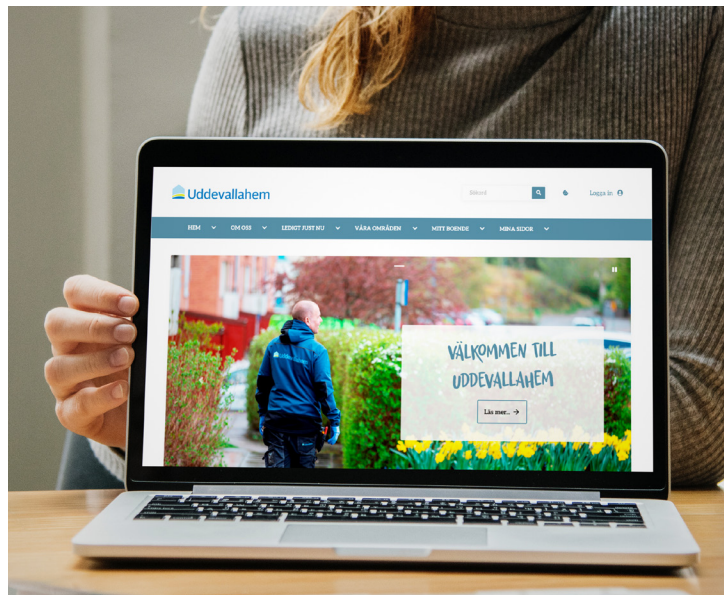 Uddevallahem
Sökord
Logga in
HEM OM OSS LEDIGT JUST NU VÅRA OMRÅDEN MITT BOENDE MINA SIDOR
VÄLKOMMEN TILL
UDDEVALLAHEM
Läs mer... →